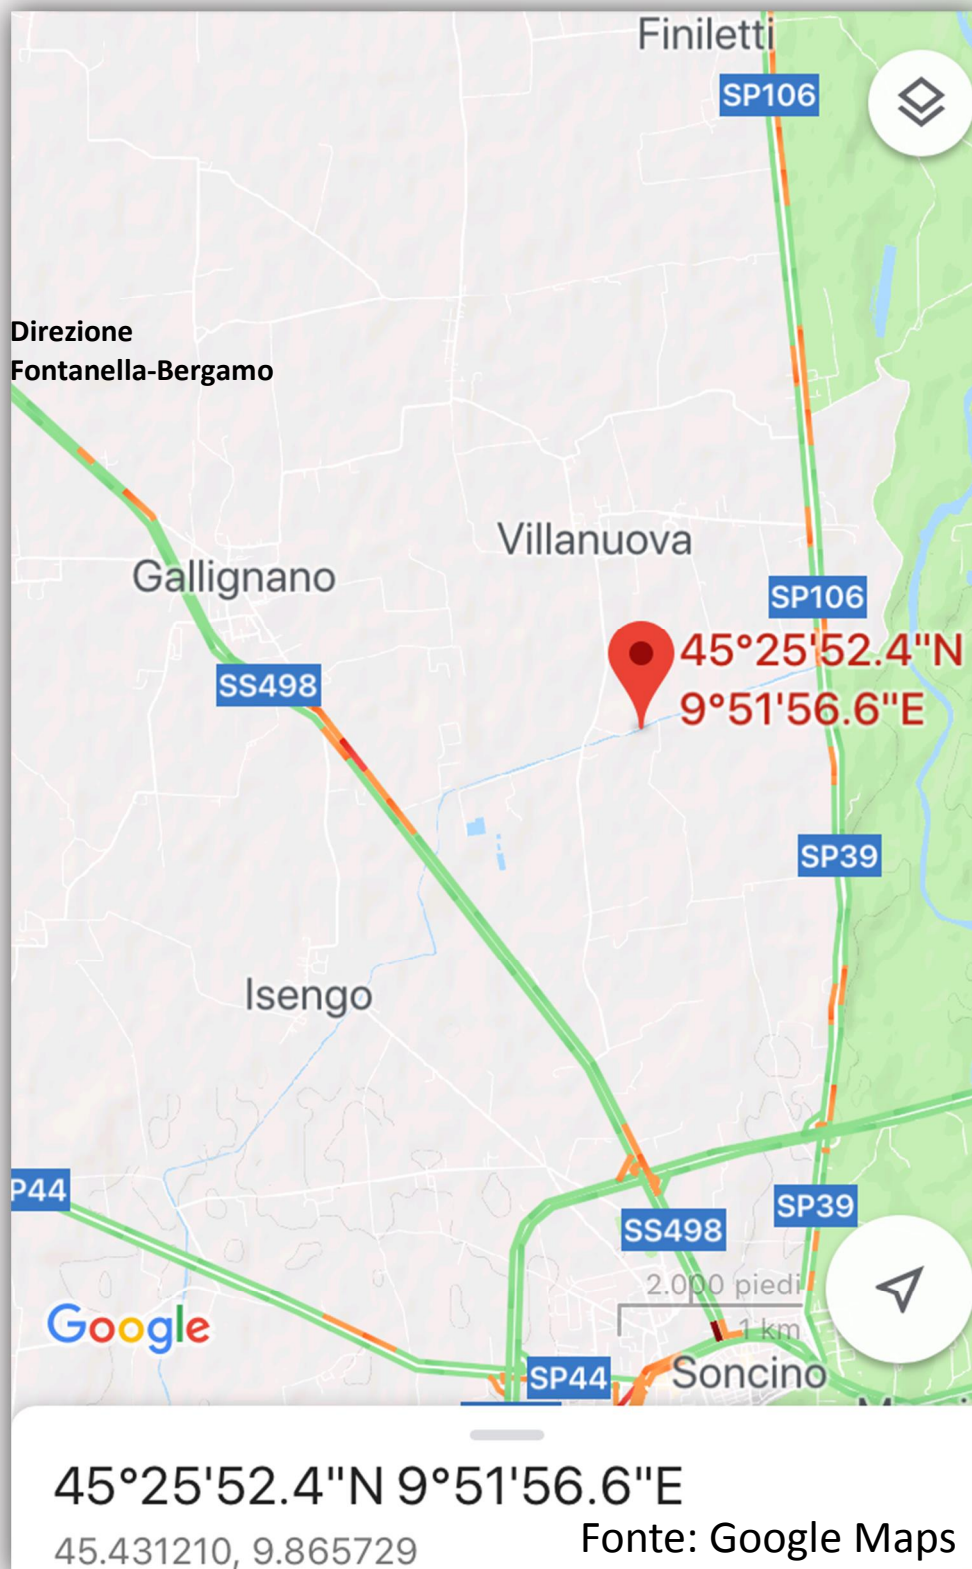 Finiletti
SP106
Direzione
Fontanella-Bergamo
Villanuova
Gallignano
SP106
45°25'52.4"N
9°51'56.6"E
SS498
SP39
Isengo
P44
SP39
SS498
2.000 piedi
Google
1 km
Soncino
SP44
45°25'52.4"N 9°51'56.6"E
Fonte: Google Maps
45.431210, 9.865729